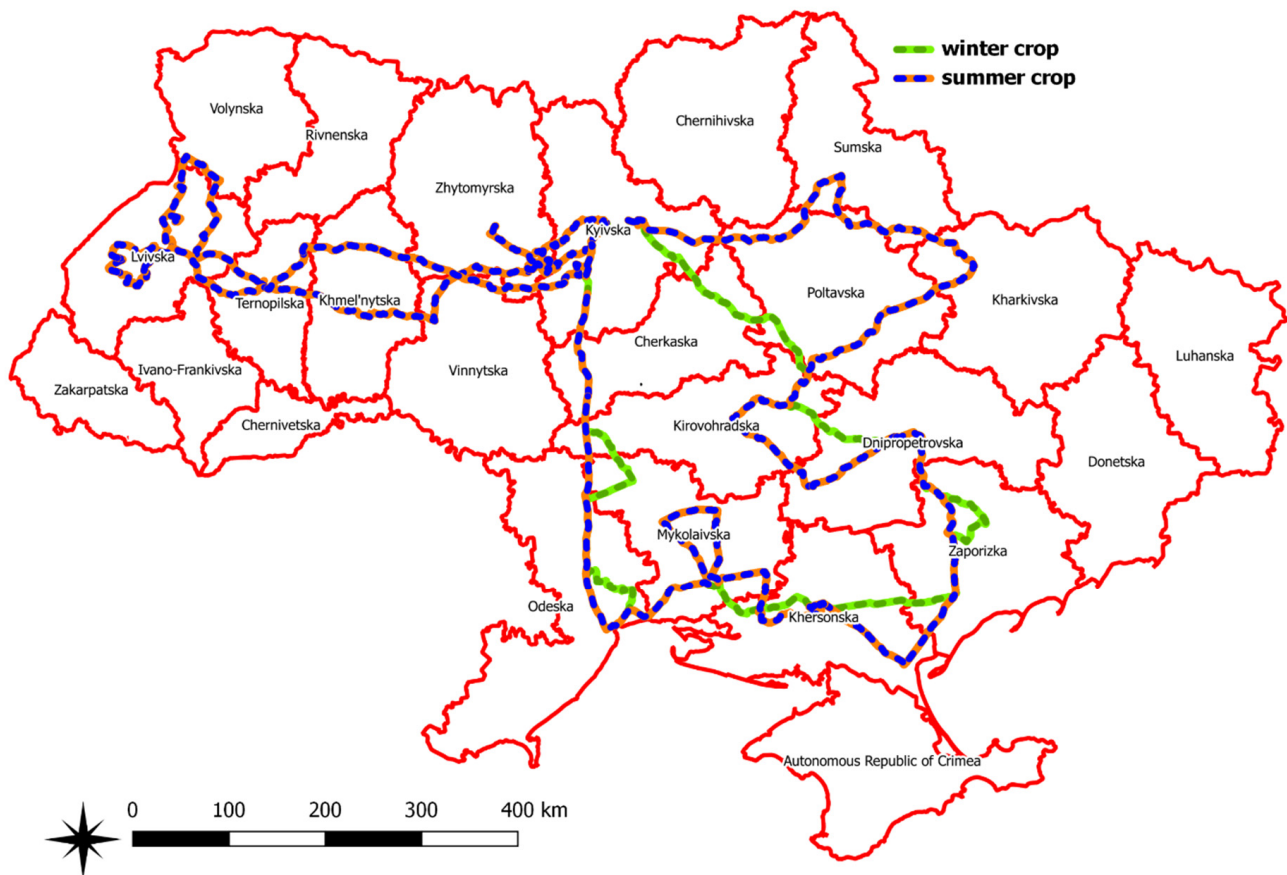 winter crop
summer crop
Volynska
Rivnenska
Chernihivska
Sumska
Zhytomyrska
Kyivska
Lvivska
Ternopilska
Khmel'nytska
Poltavska
Kharkivska
Cherkaska
Luhanska
Ivano-Frankivska
Vinnytska
Zakarpatska
Chernivetska
Kirovohradska
Dnipropetrovska
Donetska
Mykolaivska
Zaporizka
Odeska
Khersonska
Autonomous Republic of Crimea
0 100 200 300 400 km